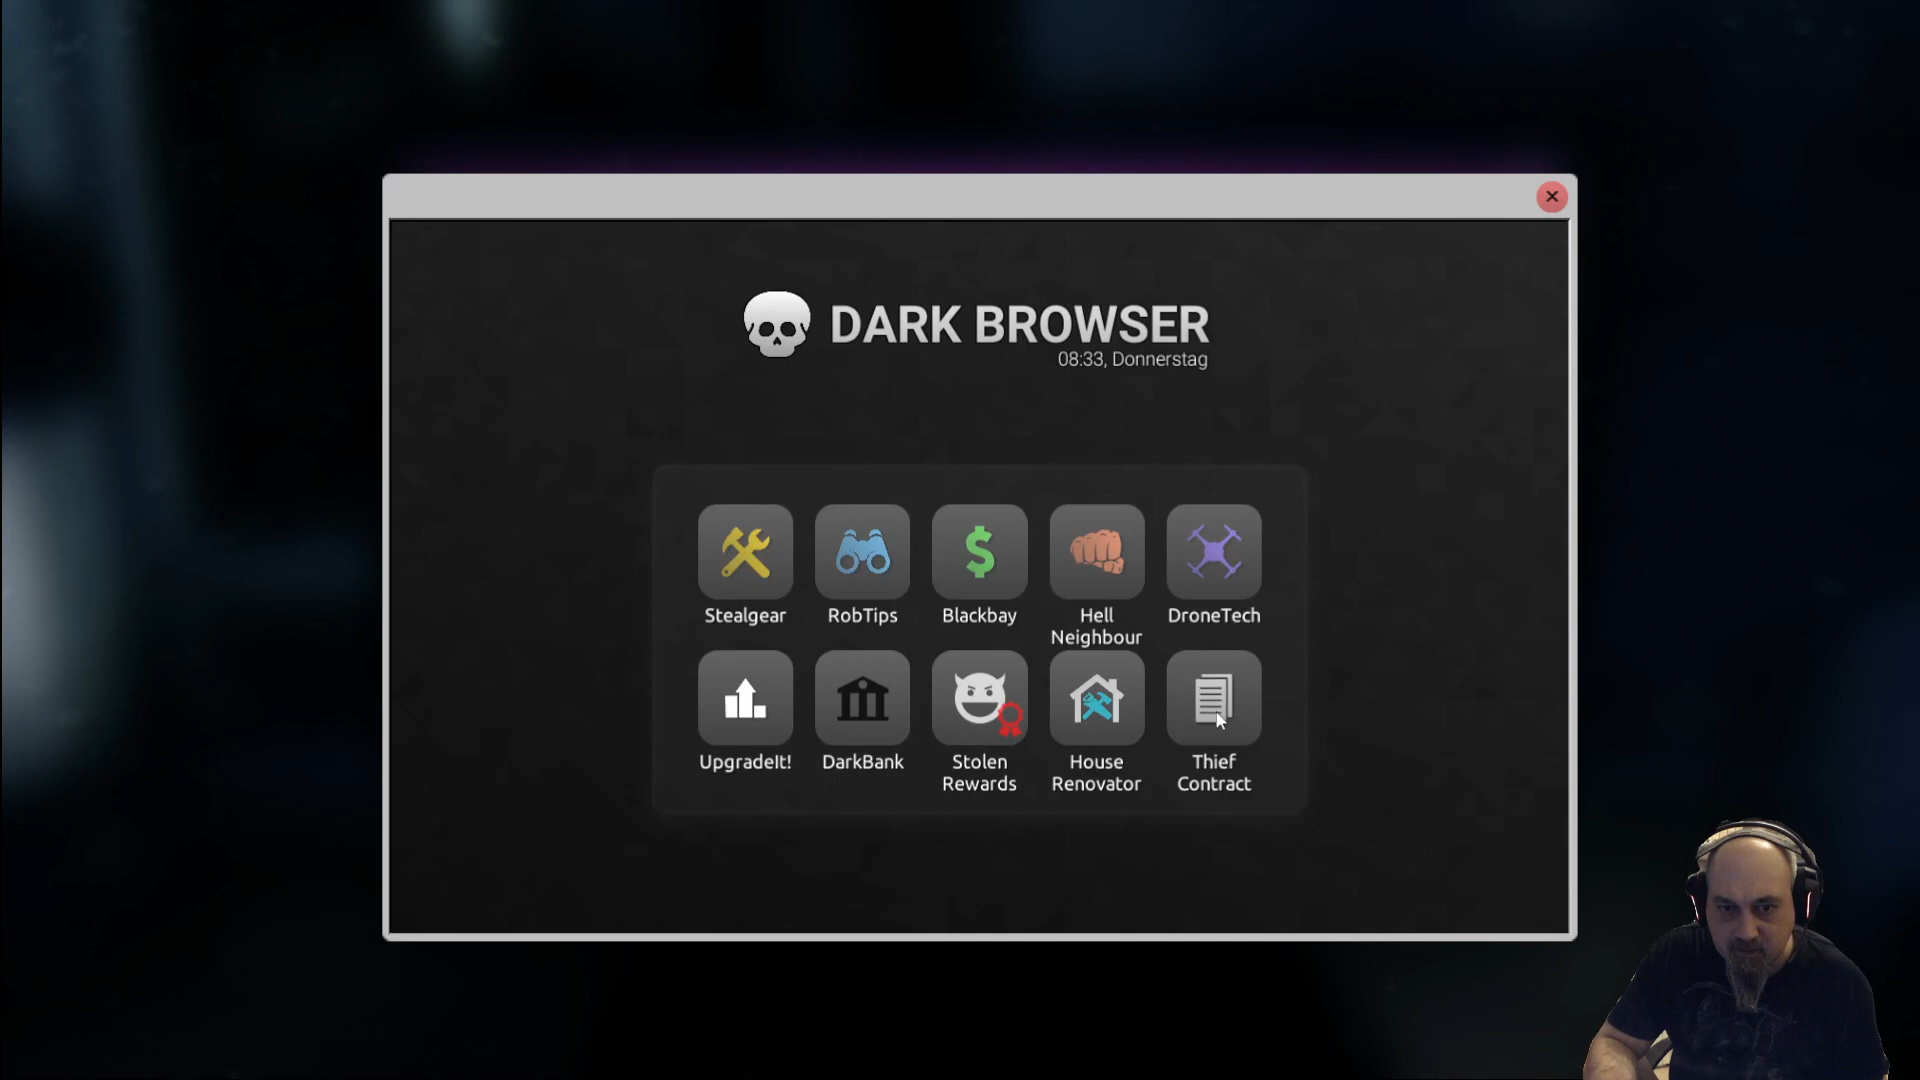 DARK BROWSER
08:33, Donnerstag
Stealgear
RobTips
Blackbay
Hell
Neighbour
DroneTech
UpgradeIt!
DarkBank
Stolen
Rewards
House
Renovator
Thief
Contract